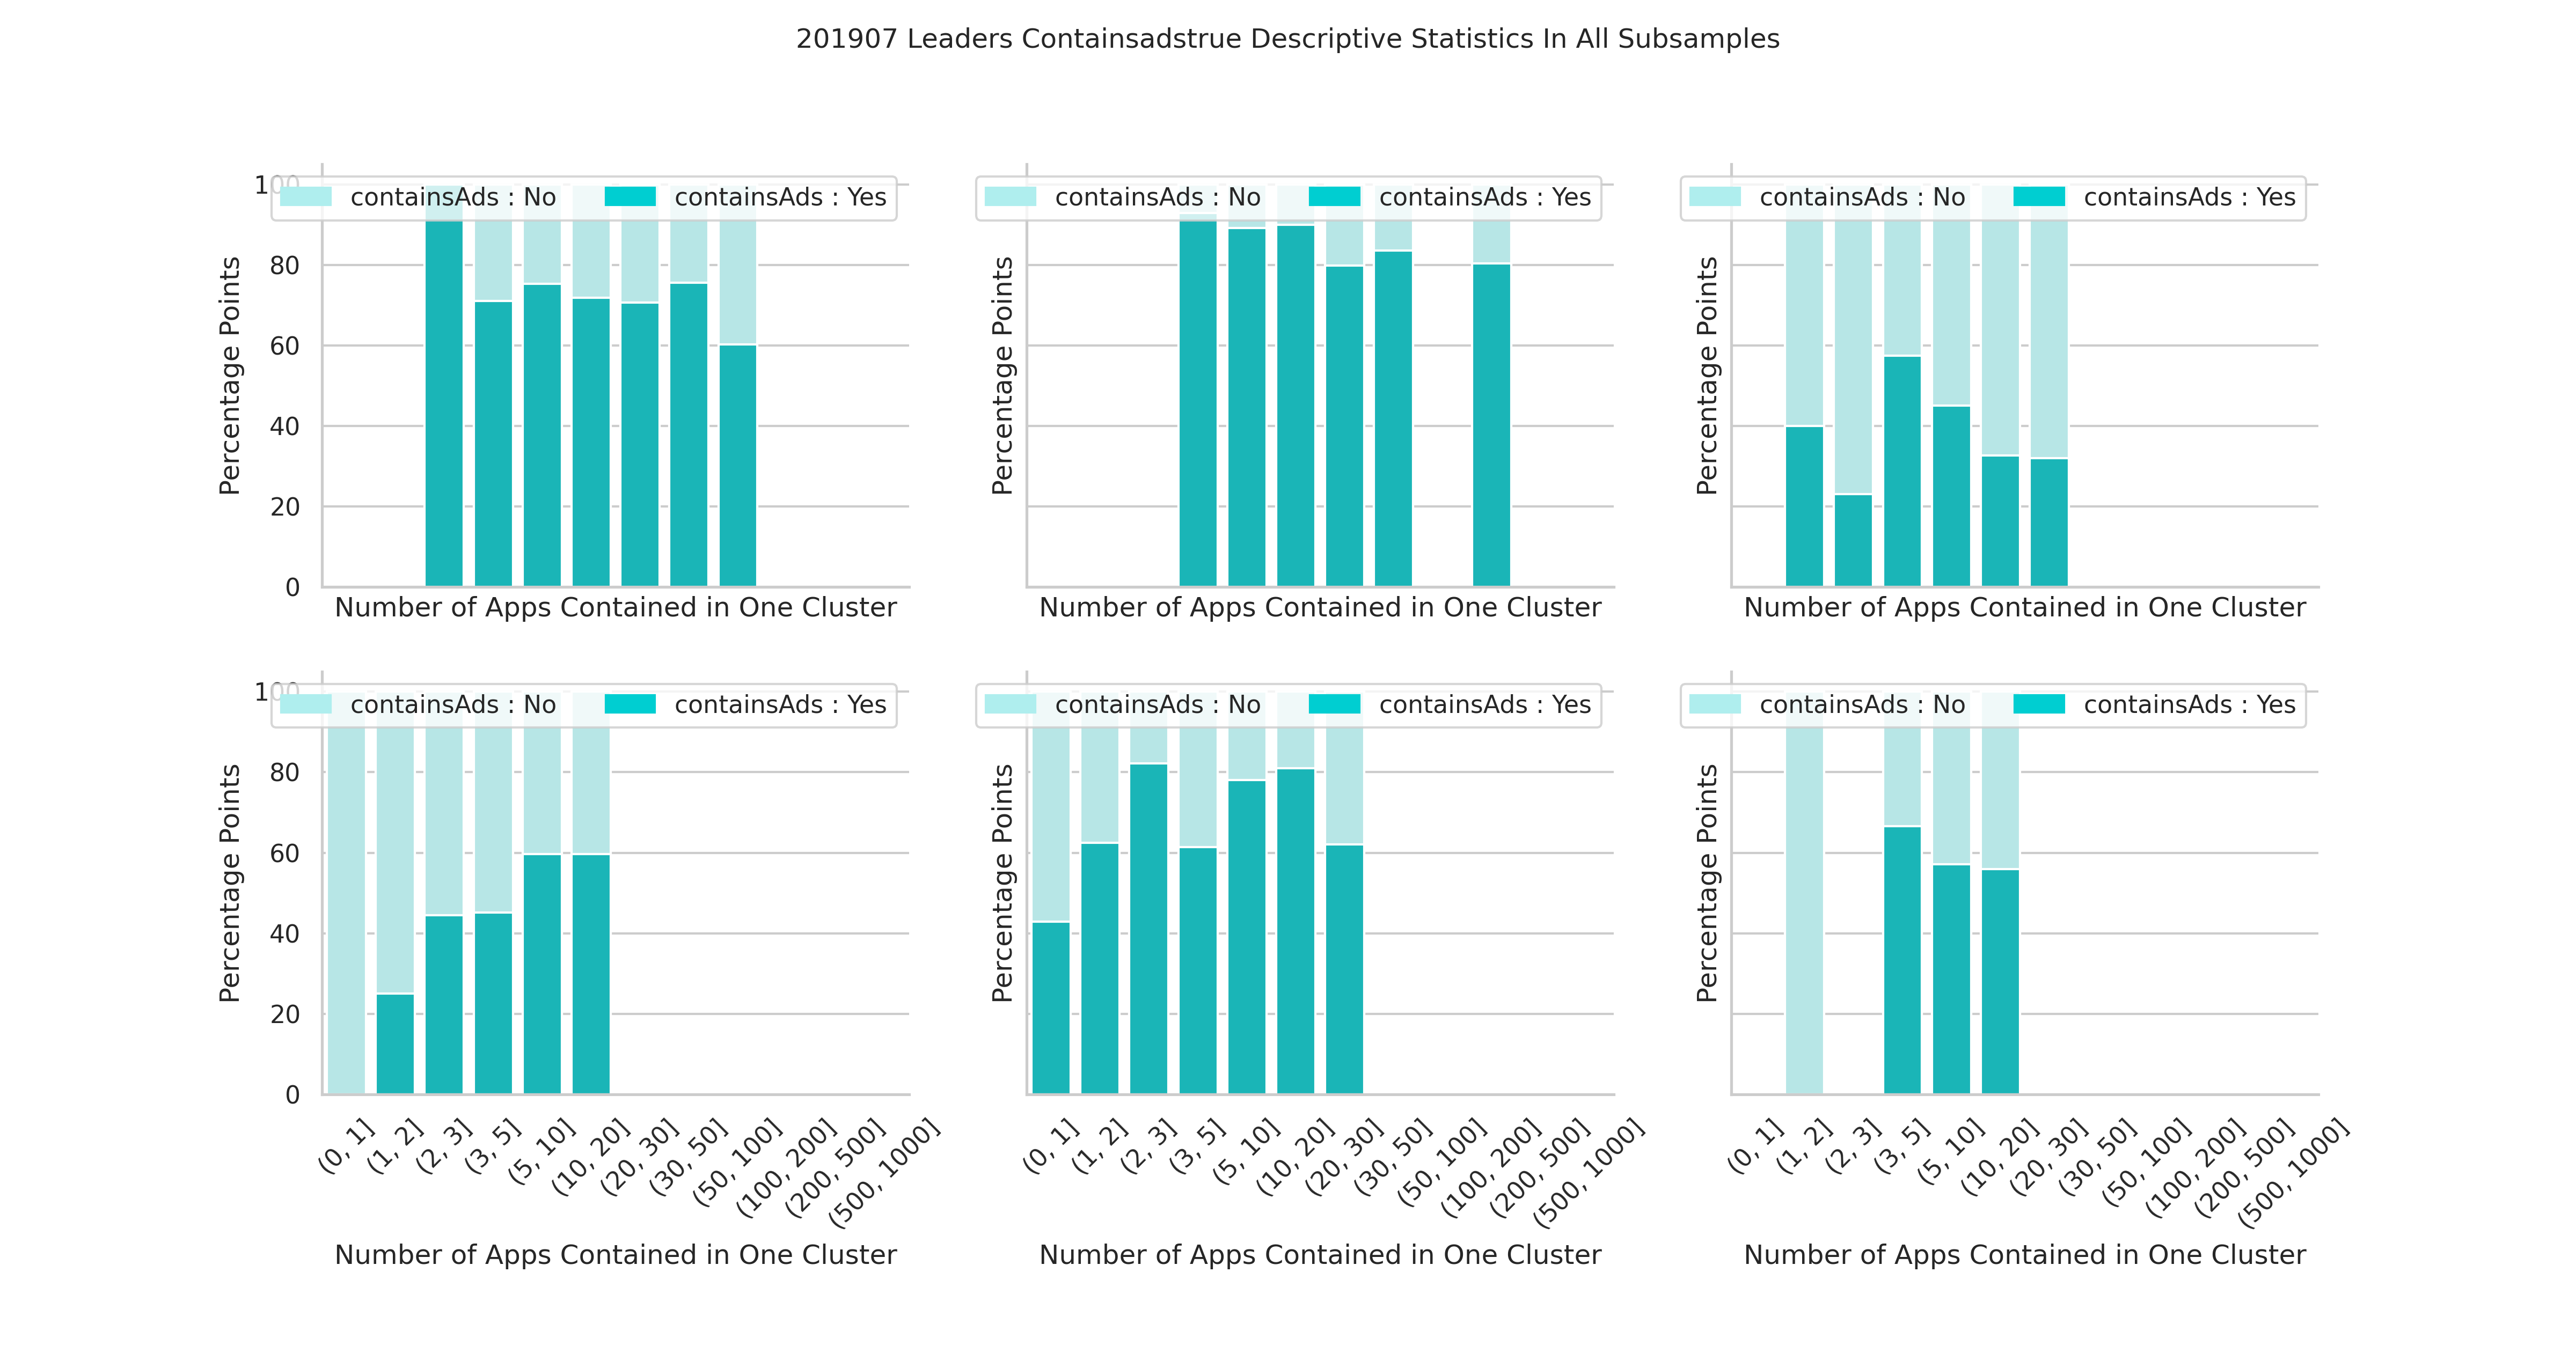 201907 Leaders Containsadstrue Descriptive Statistics In All Subsamples
100
80
60
40
20
0
Percentage Points
containsAds : No containsAds : Yes
Number of Apps Contained in One Cluster
Percentage Points
containsAds : No containsAds : Yes
Number of Apps Contained in One Cluster
Percentage Points
containsAds : No containsAds : Yes
Number of Apps Contained in One Cluster
100
80
60
40
20
0
Percentage Points
containsAds : No containsAds : Yes
(0, 1]
(1, 2]
(2, 3]
(3, 5]
(5, 10]
(10, 20]
(20, 30]
(30, 50]
(50, 100]
(100, 200]
(200, 500]
(500, 1000]
Number of Apps Contained in One Cluster
Percentage Points
containsAds : No containsAds : Yes
(0, 1]
(1, 2]
(2, 3]
(3, 5]
(5, 10]
(10, 20]
(20, 30]
(30, 50]
(50, 100]
(100, 200]
(200, 500]
(500, 1000]
Number of Apps Contained in One Cluster
Percentage Points
containsAds : No containsAds : Yes
(0, 1]
(1, 2]
(2, 3]
(3, 5]
(5, 10]
(10, 20]
(20, 30]
(30, 50]
(50, 100]
(100, 200]
(200, 500]
(500, 1000]
Number of Apps Contained in One Cluster